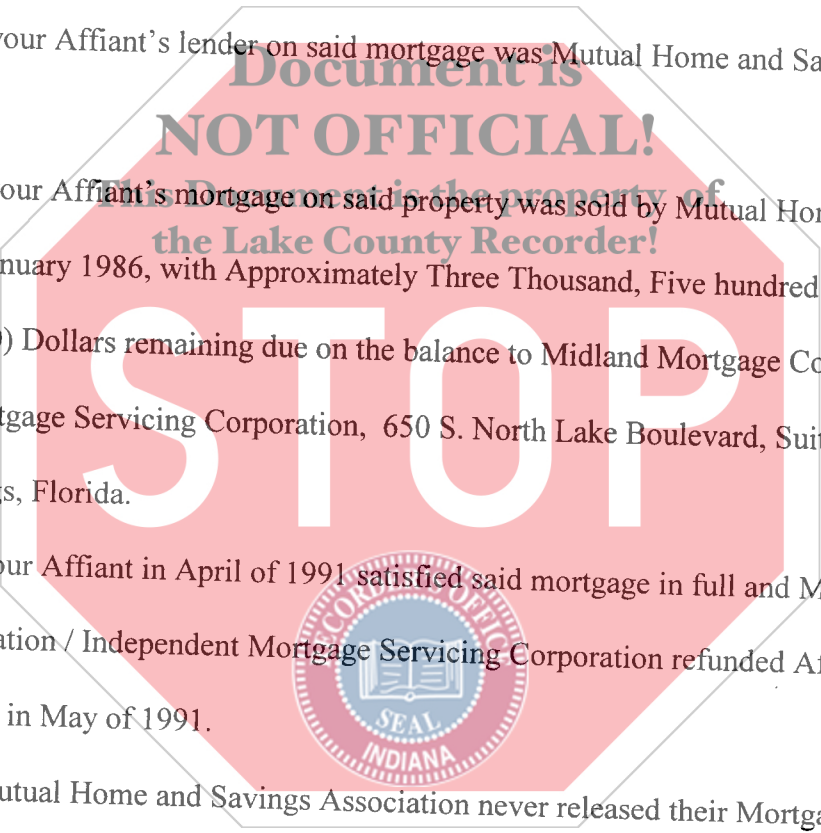 your Affiant's lender on said mortgage was Mutual Home and Sa
Document is
NOT OFFICIAL!
our Affiant's mortgage on said property was sold by Mutual Hom
This Document is the property of
the Lake County Recorder!
nuary 1986, with Approximately Three Thousand, Five hundred
) Dollars remaining due on the balance to Midland Mortgage Co
STOP
tgage Servicing Corporation, 650 S. North Lake Boulevard, Suit
s, Florida.
our Affiant in April of 1991 satisfied said mortgage in full and M
ation / Independent Mortgage Servicing Corporation refunded Af
in May of 1991.
RECORDER'S OFFICE
SEAL
INDIANA
utual Home and Savings Association never released their Mortga